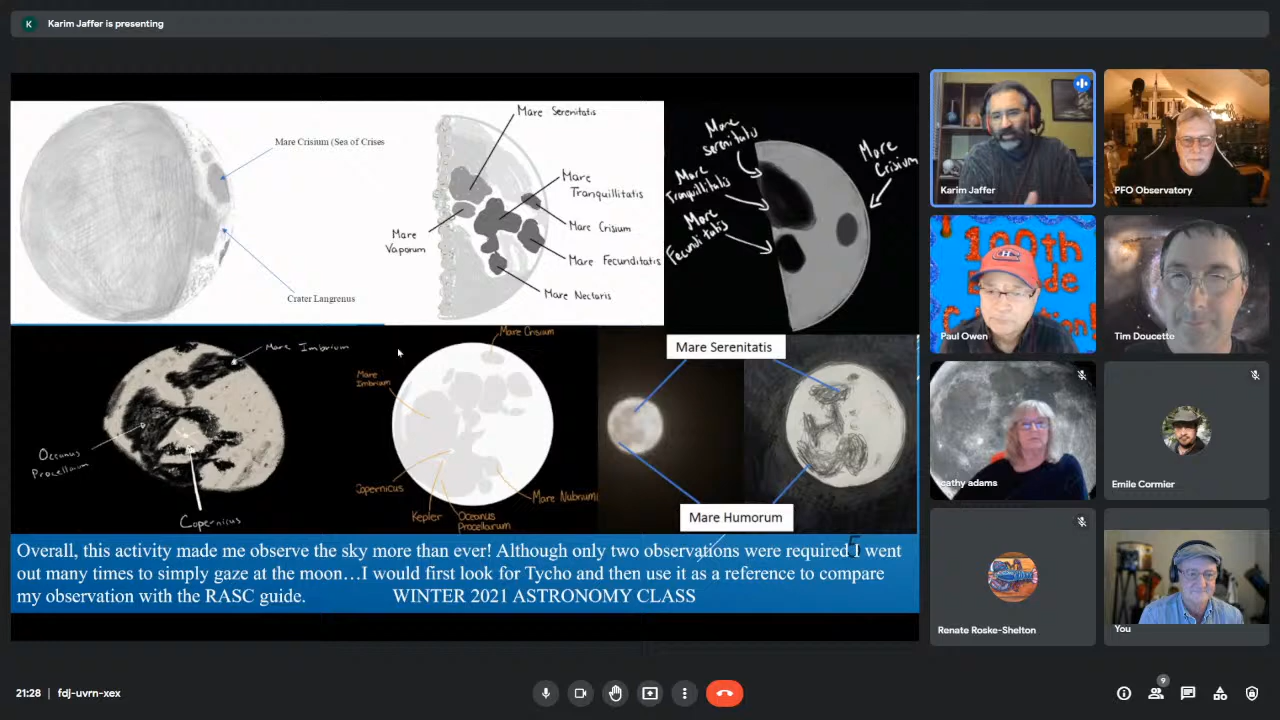 K Karim Jaffer is presenting
Mare Crisium (Sea of Crises
Crater Langrenus
Mare Serenitatis
Mare
Tranquillitatis
Mare Crisium
Mare
Vaporum
Mare Fecunditatis
Mare Nectaris
Mare
serenitatis
Mare
Tranquillitatis
Mare
Fecunditatis
Mare
Crisium
Mare Imbrium
Oceanus
Procellarum
Copernicus
Mare Crisium
Mare
Imbrium
Copernicus
Kepler
Oceanus
Procellarum
Mare Nubrium
Mare Serenitatis
Mare Humorum
Overall, this activity made me observe the sky more than ever! Although only two observations were required I went
out many times to simply gaze at the moon…I would first look for Tycho and then use it as a reference to compare
my observation with the RASC guide. WINTER 2021 ASTRONOMY CLASS
Karim Jaffer
PFO Observatory
100th
Paul Owen
Tim Doucette
cathy adams
Emile Cormier
Renate Roske-Shelton
You
21:28 | fdj-uvrn-xex
9